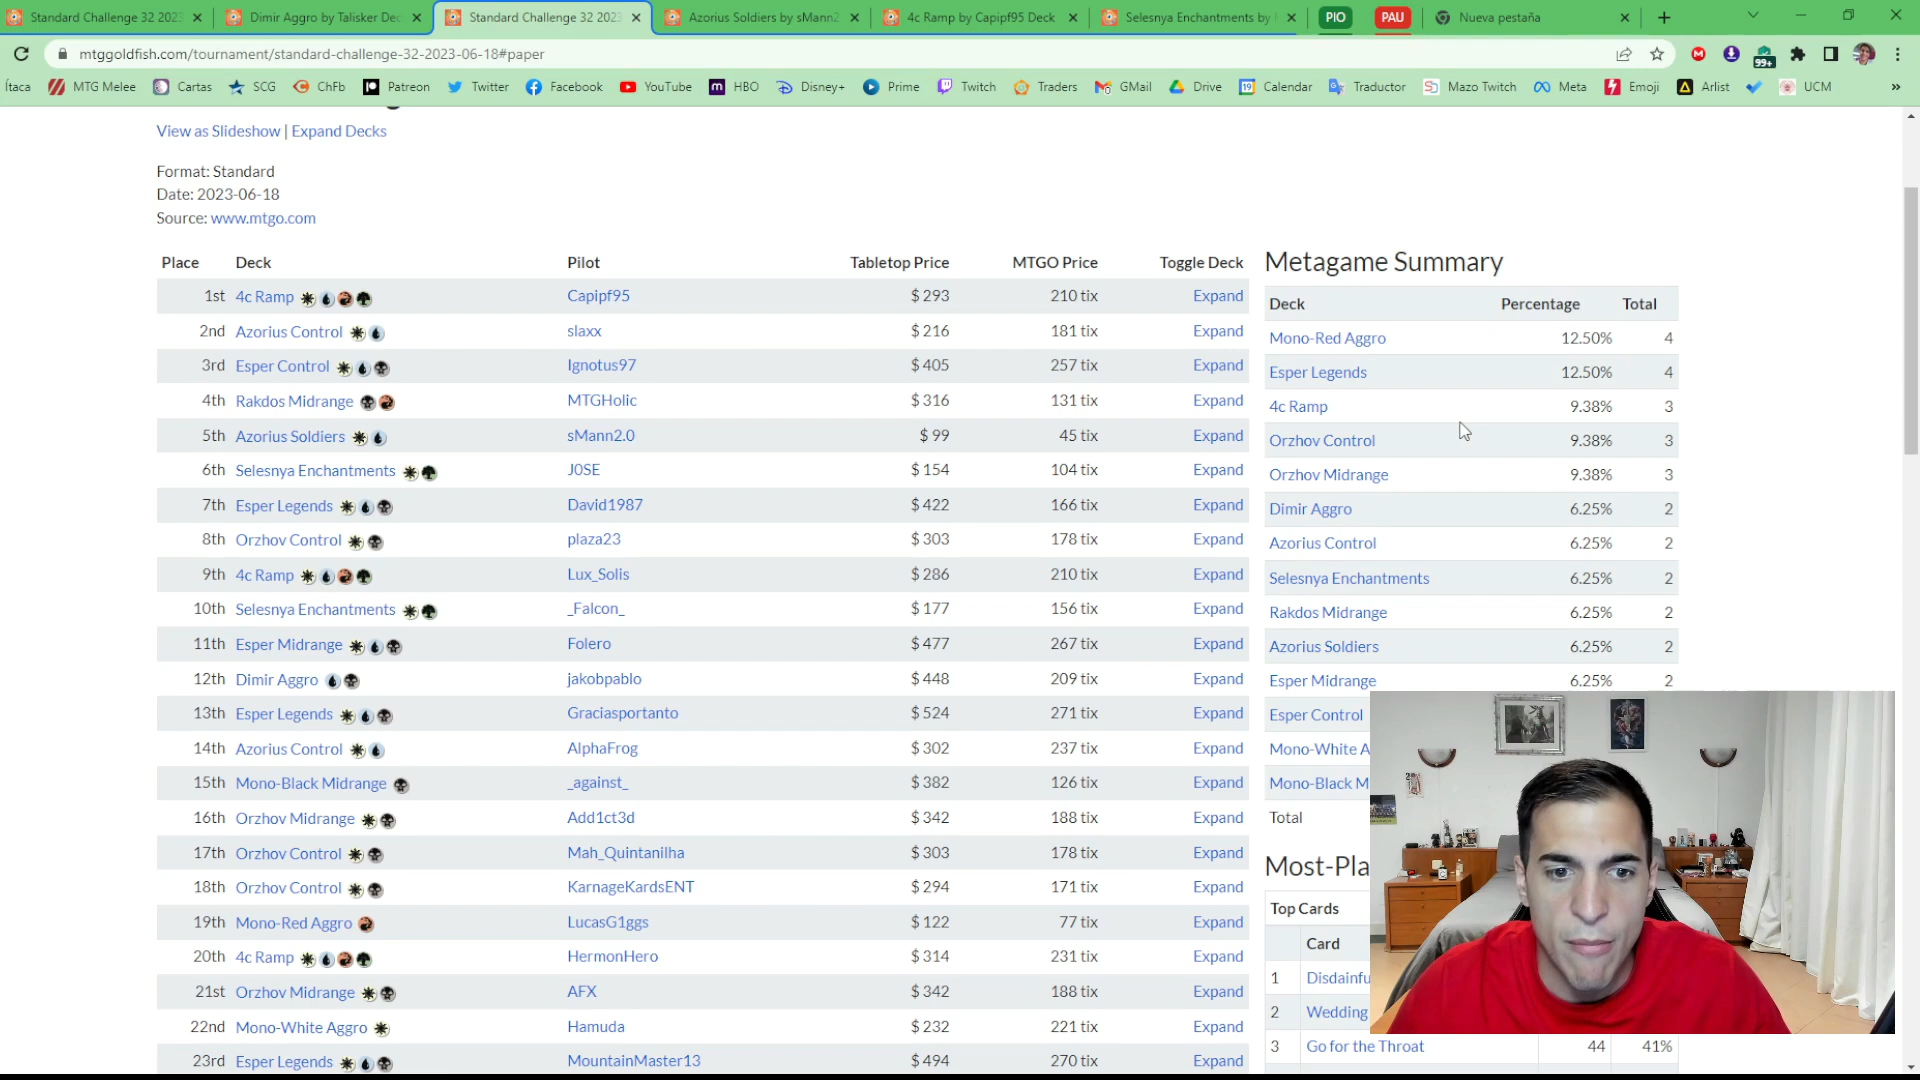 Standard Challenge 32 2023 Dimir Aggro by Talisker Dec Standard Challenge 32 2023 Azorius Soldiers by sMann2 4c Ramp by Capipf95 Deck Selesnya Enchantments by PIO PAU Nueva pestaña
mtggoldfish.com/tournament/standard-challenge-32-2023-06-18#paper
99+
Ítaca MTG Melee Cartas SCG ChFb Patreon Twitter Facebook YouTube HBO Disney+ Prime Twitch Traders GMail Drive Calendar Traductor Mazo Twitch Meta Emoji Arlist UCM »
View as Slideshow | Expand Decks
Format: Standard
Date: 2023-06-18
Source: www.mtgo.com
Place Deck Pilot Tabletop Price MTGO Price Toggle Deck
1st 4c Ramp Capipf95 $ 293 210 tix Expand
2nd Azorius Control slaxx $ 216 181 tix Expand
3rd Esper Control Ignotus97 $ 405 257 tix Expand
4th Rakdos Midrange MTGHolic $ 316 131 tix Expand
5th Azorius Soldiers sMann2.0 $ 99 45 tix Expand
6th Selesnya Enchantments J0SE $ 154 104 tix Expand
7th Esper Legends David1987 $ 422 166 tix Expand
8th Orzhov Control plaza23 $ 303 178 tix Expand
9th 4c Ramp Lux_Solis $ 286 210 tix Expand
10th Selesnya Enchantments _Falcon_ $ 177 156 tix Expand
11th Esper Midrange Folero $ 477 267 tix Expand
12th Dimir Aggro jakobpablo $ 448 209 tix Expand
13th Esper Legends Graciasportanto $ 524 271 tix Expand
14th Azorius Control AlphaFrog $ 302 237 tix Expand
15th Mono-Black Midrange _against_ $ 382 126 tix Expand
16th Orzhov Midrange Add1ct3d $ 342 188 tix Expand
17th Orzhov Control Mah_Quintanilha $ 303 178 tix Expand
18th Orzhov Control KarnageKardsENT $ 294 171 tix Expand
19th Mono-Red Aggro LucasG1ggs $ 122 77 tix Expand
20th 4c Ramp HermonHero $ 314 231 tix Expand
21st Orzhov Midrange AFX $ 342 188 tix Expand
22nd Mono-White Aggro Hamuda $ 232 221 tix Expand
23rd Esper Legends MountainMaster13 $ 494 270 tix Expand
Metagame Summary
Deck Percentage Total
Mono-Red Aggro 12.50% 4
Esper Legends 12.50% 4
4c Ramp 9.38% 3
Orzhov Control 9.38% 3
Orzhov Midrange 9.38% 3
Dimir Aggro 6.25% 2
Azorius Control 6.25% 2
Selesnya Enchantments 6.25% 2
Rakdos Midrange 6.25% 2
Azorius Soldiers 6.25% 2
Esper Midrange 6.25% 2
Esper Control
Mono-White A
Mono-Black M
Total
Most-Pla
Top Cards
Card
1 Disdainfu
2 Wedding
3 Go for the Throat 44 41%